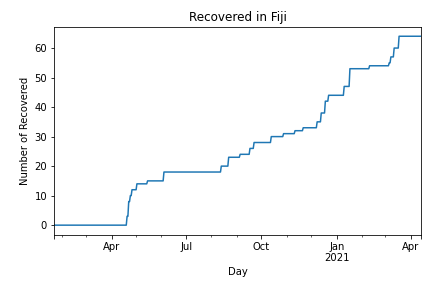 Recovered in Fiji
Number of Recovered
60
50
40
30
20
10
0
Apr
Jul
Oct
Jan
2021
Apr
Day